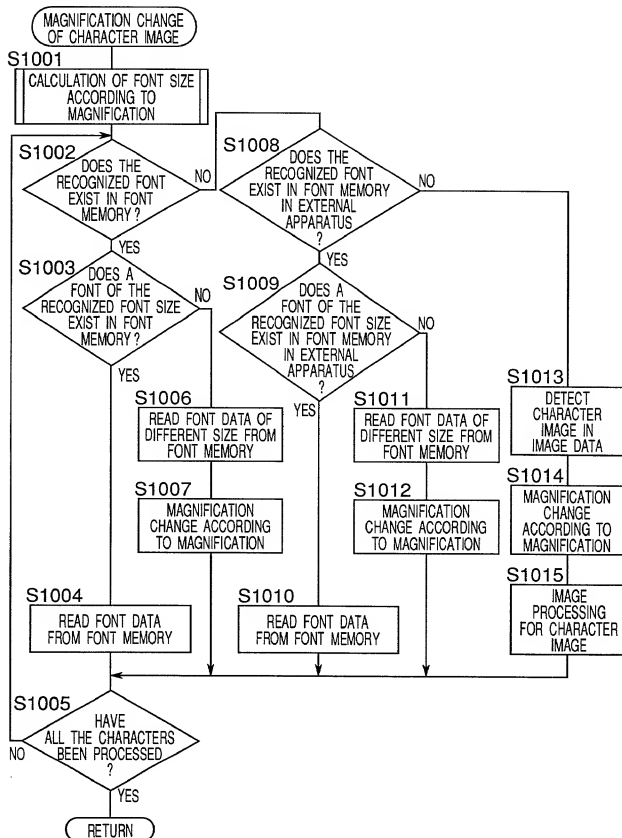 MAGNIFICATION CHANGE
OF CHARACTER IMAGE
S1001
CALCULATION OF FONT SIZE
ACCORDING TO
MAGNIFICATION
S1002
DOES THE
RECOGNIZED FONT
EXIST IN FONT
MEMORY?
NO
YES
S1008
DOES THE
RECOGNIZED FONT
EXIST IN FONT MEMORY
IN EXTERNAL
APPARATUS
?
NO
YES
S1003
DOES A
FONT OF THE
RECOGNIZED FONT SIZE
EXIST IN FONT
MEMORY?
NO
YES
S1009
DOES A
FONT OF THE
RECOGNIZED FONT SIZE
EXIST IN FONT MEMORY
IN EXTERNAL
APPARATUS
?
NO
YES
S1006
READ FONT DATA OF
DIFFERENT SIZE FROM
FONT MEMORY
S1007
MAGNIFICATION
CHANGE ACCORDING
TO MAGNIFICATION
S1011
READ FONT DATA OF
DIFFERENT SIZE FROM
FONT MEMORY
S1012
MAGNIFICATION
CHANGE ACCORDING
TO MAGNIFICATION
S1013
DETECT
CHARACTER
IMAGE IN
IMAGE DATA
S1014
MAGNIFICATION
CHANGE
ACCORDING TO
MAGNIFICATION
S1015
IMAGE
PROCESSING
FOR CHARACTER
IMAGE
S1004
READ FONT DATA
FROM FONT MEMORY
S1010
READ FONT DATA
FROM FONT MEMORY
S1005
HAVE
ALL THE CHARACTERS
BEEN PROCESSED
?
NO
YES
RETURN